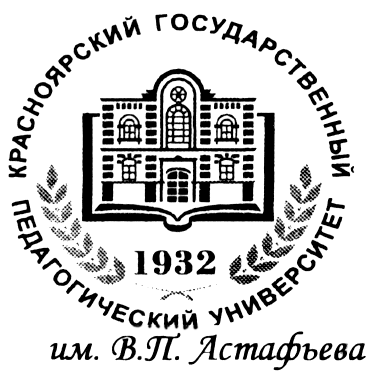 КРАСНОЯРСКИЙ ГОСУДАРСТВЕННЫЙ
ПЕДАГОГИЧЕСКИЙ УНИВЕРСИТЕТ
1932
им. В.П. Астафьева